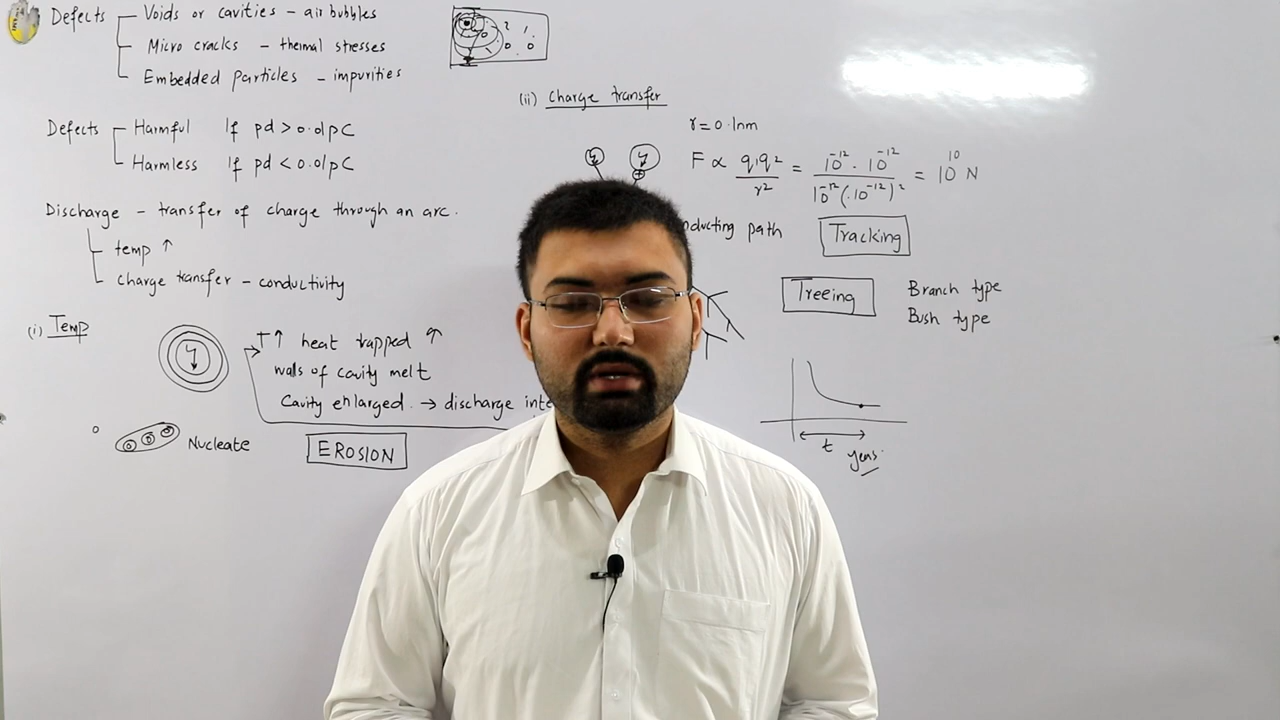 Defects
Voids or cavities - air bubbles
Micro cracks - thermal stresses
Embedded Particles - impurities
Defects
Harmful If pd > 0.01pC
Harmless If pd < 0.01pC
Discharge - transfer of charge through an arc.
temp ↑
charge transfer - conductivity
(i) Temp
T↑ heat trapped ↑
walls of cavity melt
Cavity enlarged. → discharge inte
EROSION
Nucleate
(ii) Charge transfer
r = 0.1nm
F ∝ q1q2 / r2 = 10^-12 . 10^-12 / 10^-12 (.10^-12)^2 = 10^10 N
nducting path
Tracking
Treeing
Branch type
Bush type
t
years.